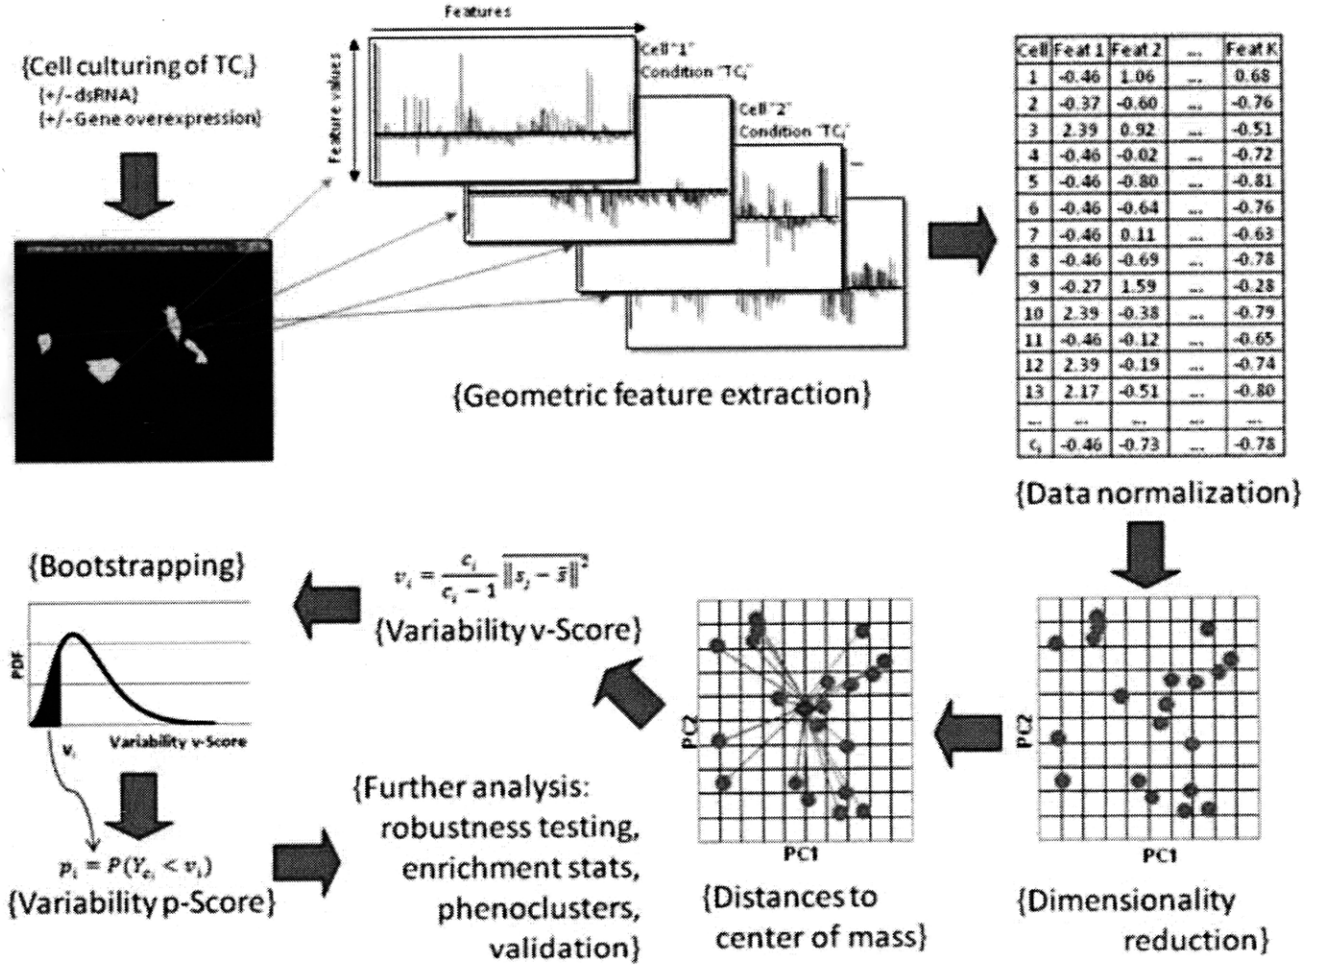 Features
{Cell culturing of TCᵢ}
{+/-dsRNA}
{+/-Gene overexpression}
Feature values
Cell "1"
Condition "TCᵢ"
Cell "2"
Condition "TCᵢ"
...
{Geometric feature extraction}
Cell Feat 1 Feat 2 ... Feat K
1 -0.46 1.06 ... 0.68
2 -0.37 -0.60 ... -0.76
3 2.39 0.92 ... -0.51
4 -0.46 -0.02 ... -0.72
5 -0.46 -0.80 ... -0.81
6 -0.46 -0.64 ... -0.76
7 -0.46 0.11 ... -0.63
8 -0.46 -0.69 ... -0.78
9 -0.27 1.59 ... -0.28
10 2.39 -0.38 ... -0.79
11 -0.46 -0.12 ... -0.65
12 2.39 -0.19 ... -0.74
13 2.17 -0.51 ... -0.80
... ... ... ... ...
cᵢ -0.46 -0.73 ... -0.78
{Data normalization}
PC2
PC1
{Dimensionality
reduction}
PC2
PC1
{Distances to
center of mass}
vᵢ = cᵢ / (cᵢ − 1) ‖sⱼ − s̄‖²
{Variability v-Score}
{Bootstrapping}
PDF
vᵢ Variability v-Score
pᵢ = P(Y_cᵢ < vᵢ)
{Variability p-Score}
{Further analysis:
robustness testing,
enrichment stats,
phenoclusters,
validation}